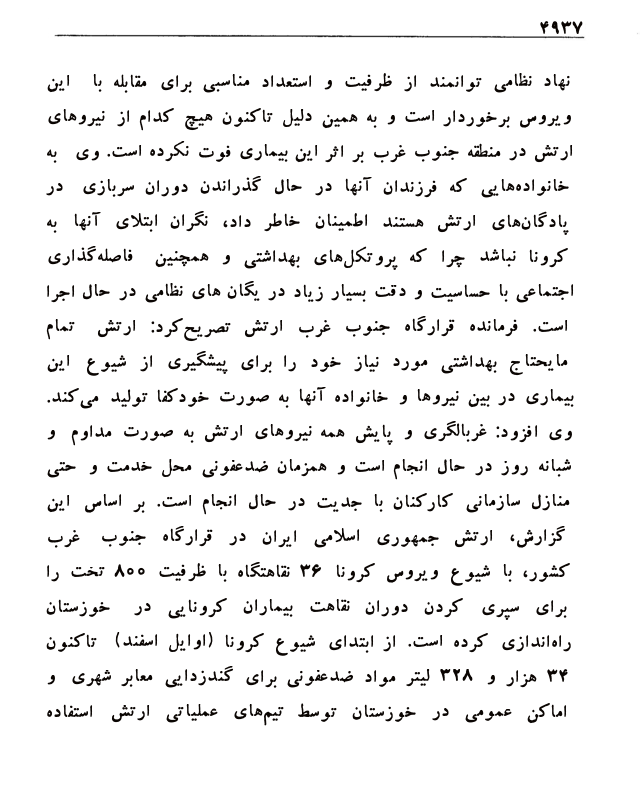 ۴۹۳۷
نهاد نظامی توانمند از ظرفیت و استعداد مناسبی برای مقابله با این
ویروس برخوردار است و به همین دلیل تاکنون هیچ کدام از نیروهای
ارتش در منطقه جنوب غرب بر اثر این بیماری فوت نکرده است. وی به
خانواده‌هایی که فرزندان آنها در حال گذراندن دوران سربازی در
پادگان‌های ارتش هستند اطمینان خاطر داد، نگران ابتلای آنها به
کرونا نباشد چرا که پروتکل‌های بهداشتی و همچنین فاصله‌گذاری
اجتماعی با حساسیت و دقت بسیار زیاد در یگان های نظامی در حال اجرا
است. فرمانده قرارگاه جنوب غرب ارتش تصریح‌کرد: ارتش تمام
مایحتاج بهداشتی مورد نیاز خود را برای پیشگیری از شیوع این
بیماری در بین نیروها و خانواده آنها به صورت خودکفا تولید می‌کند.
وی افزود: غربالگری و پایش همه نیروهای ارتش به صورت مداوم و
شبانه روز در حال انجام است و همزمان ضدعفونی محل خدمت و حتی
منازل سازمانی کارکنان با جدیت در حال انجام است. بر اساس این
گزارش، ارتش جمهوری اسلامی ایران در قرارگاه جنوب غرب
کشور، با شیوع ویروس کرونا ۳۶ نقاهتگاه با ظرفیت ۸۰۰ تخت را
برای سپری کردن دوران نقاهت بیماران کرونایی در خوزستان
راه‌اندازی کرده است. از ابتدای شیوع کرونا (اوایل اسفند) تاکنون
۳۴ هزار و ۳۲۸ لیتر مواد ضدعفونی برای گندزدایی معابر شهری و
اماکن عمومی در خوزستان توسط تیم‌های عملیاتی ارتش استفاده